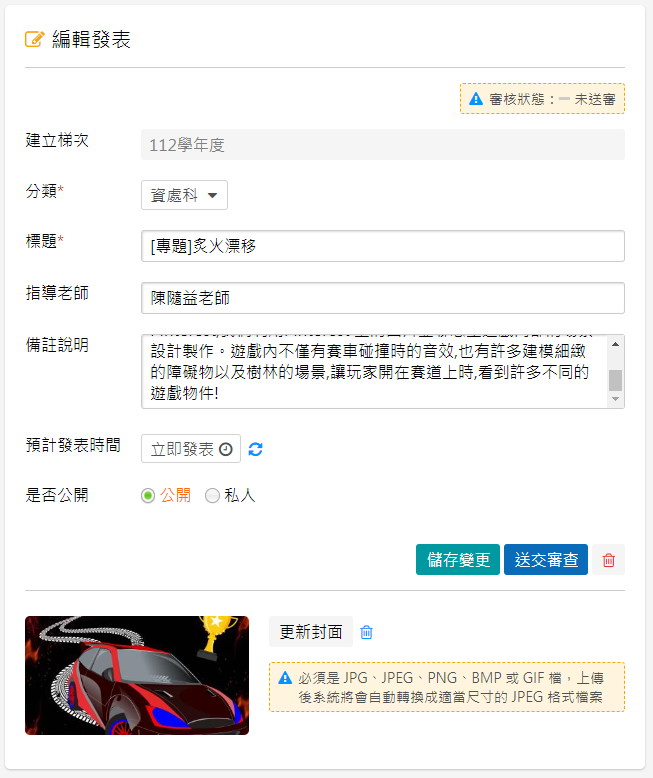 編輯發表
審核狀態：一 未送審
建立梯次
112學年度
分類*
資處科
標題*
[專題]炙火漂移
指導老師
陳隨益老師
備註說明
設計製作。遊戲內不僅有賽車碰撞時的音效,也有許多建模細緻
的障礙物以及樹林的場景,讓玩家開在賽道上時,看到許多不同的
遊戲物件!
預計發表時間
立即發表
是否公開
公開
私人
儲存變更
送交審查
更新封面
必須是 JPG、JPEG、PNG、BMP 或 GIF 檔，上傳
後系統將會自動轉換成適當尺寸的 JPEG 格式檔案